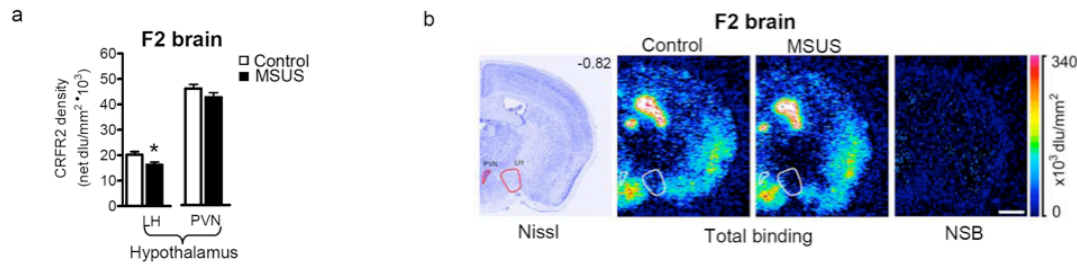 a
F2 brain
Control
MSUS
CRFR2 density
(net dlu/mm² •10³)
60
50
40
30
20
10
0
*
LH
PVN
Hypothalamus
b
F2 brain
Control
MSUS
-0.82
PVN
LH
340
x10³ dlu/mm²
0
Nissl
Total binding
NSB